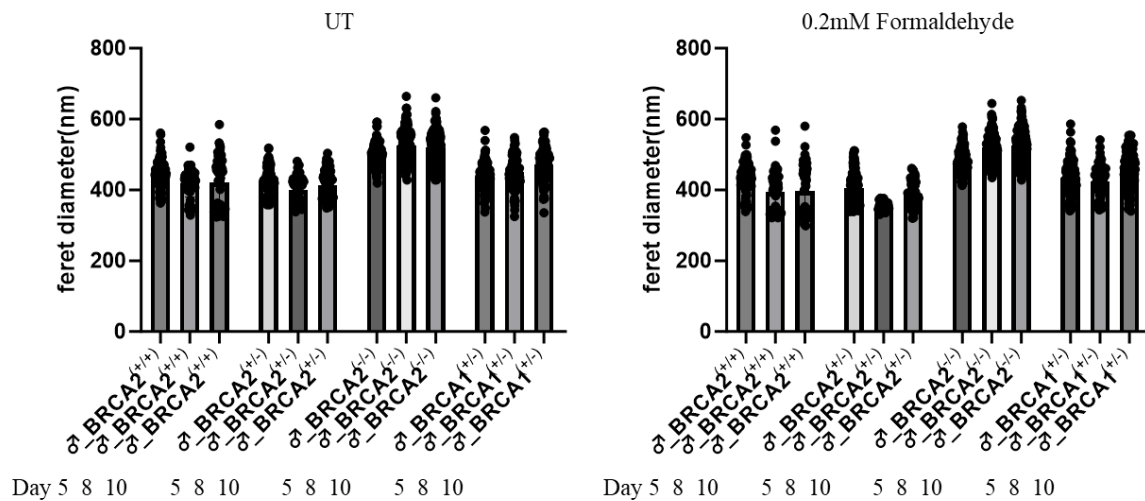 UT
800
600
400
200
0
feret diameter(nm)
♂_BRCA2(+/+)
♂_BRCA2(+/+)
♂_BRCA2(+/+)
♂_BRCA2(+/-)
♂_BRCA2(+/-)
♂_BRCA2(+/-)
♂_BRCA2(-/-)
♂_BRCA2(-/-)
♂_BRCA2(-/-)
♂_BRCA1(+/-)
♂_BRCA1(+/-)
♂_BRCA1(+/-)
Day 5 8 10 5 8 10 5 8 10 5 8 10
0.2mM Formaldehyde
800
600
400
200
0
feret diameter(nm)
♂_BRCA2(+/+)
♂_BRCA2(+/+)
♂_BRCA2(+/+)
♂_BRCA2(+/-)
♂_BRCA2(+/-)
♂_BRCA2(+/-)
♂_BRCA2(-/-)
♂_BRCA2(-/-)
♂_BRCA2(-/-)
♂_BRCA1(+/-)
♂_BRCA1(+/-)
♂_BRCA1(+/-)
Day 5 8 10 5 8 10 5 8 10 5 8 10